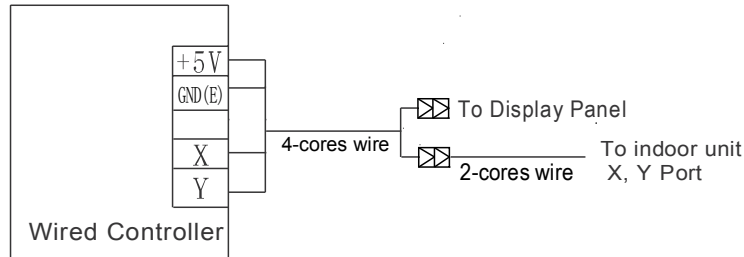 +5V
GND(E)
X
Y
Wired Controller
4-cores wire
To Display Panel
2-cores wire
To indoor unit
X, Y Port